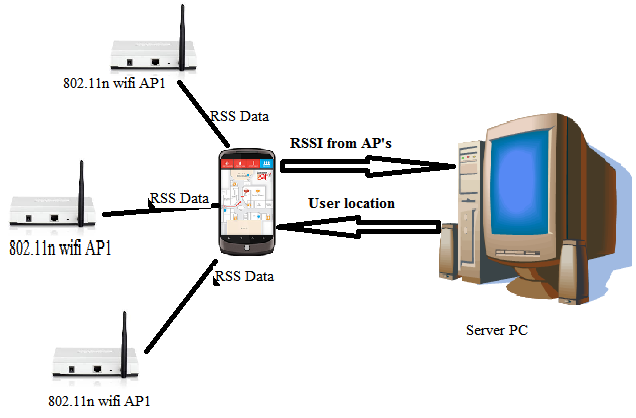 802.11n wifi AP1
RSS Data
RSSI from AP's
RSS Data
User location
802.11n wifi AP1
RSS Data
Server PC
802.11n wifi AP1